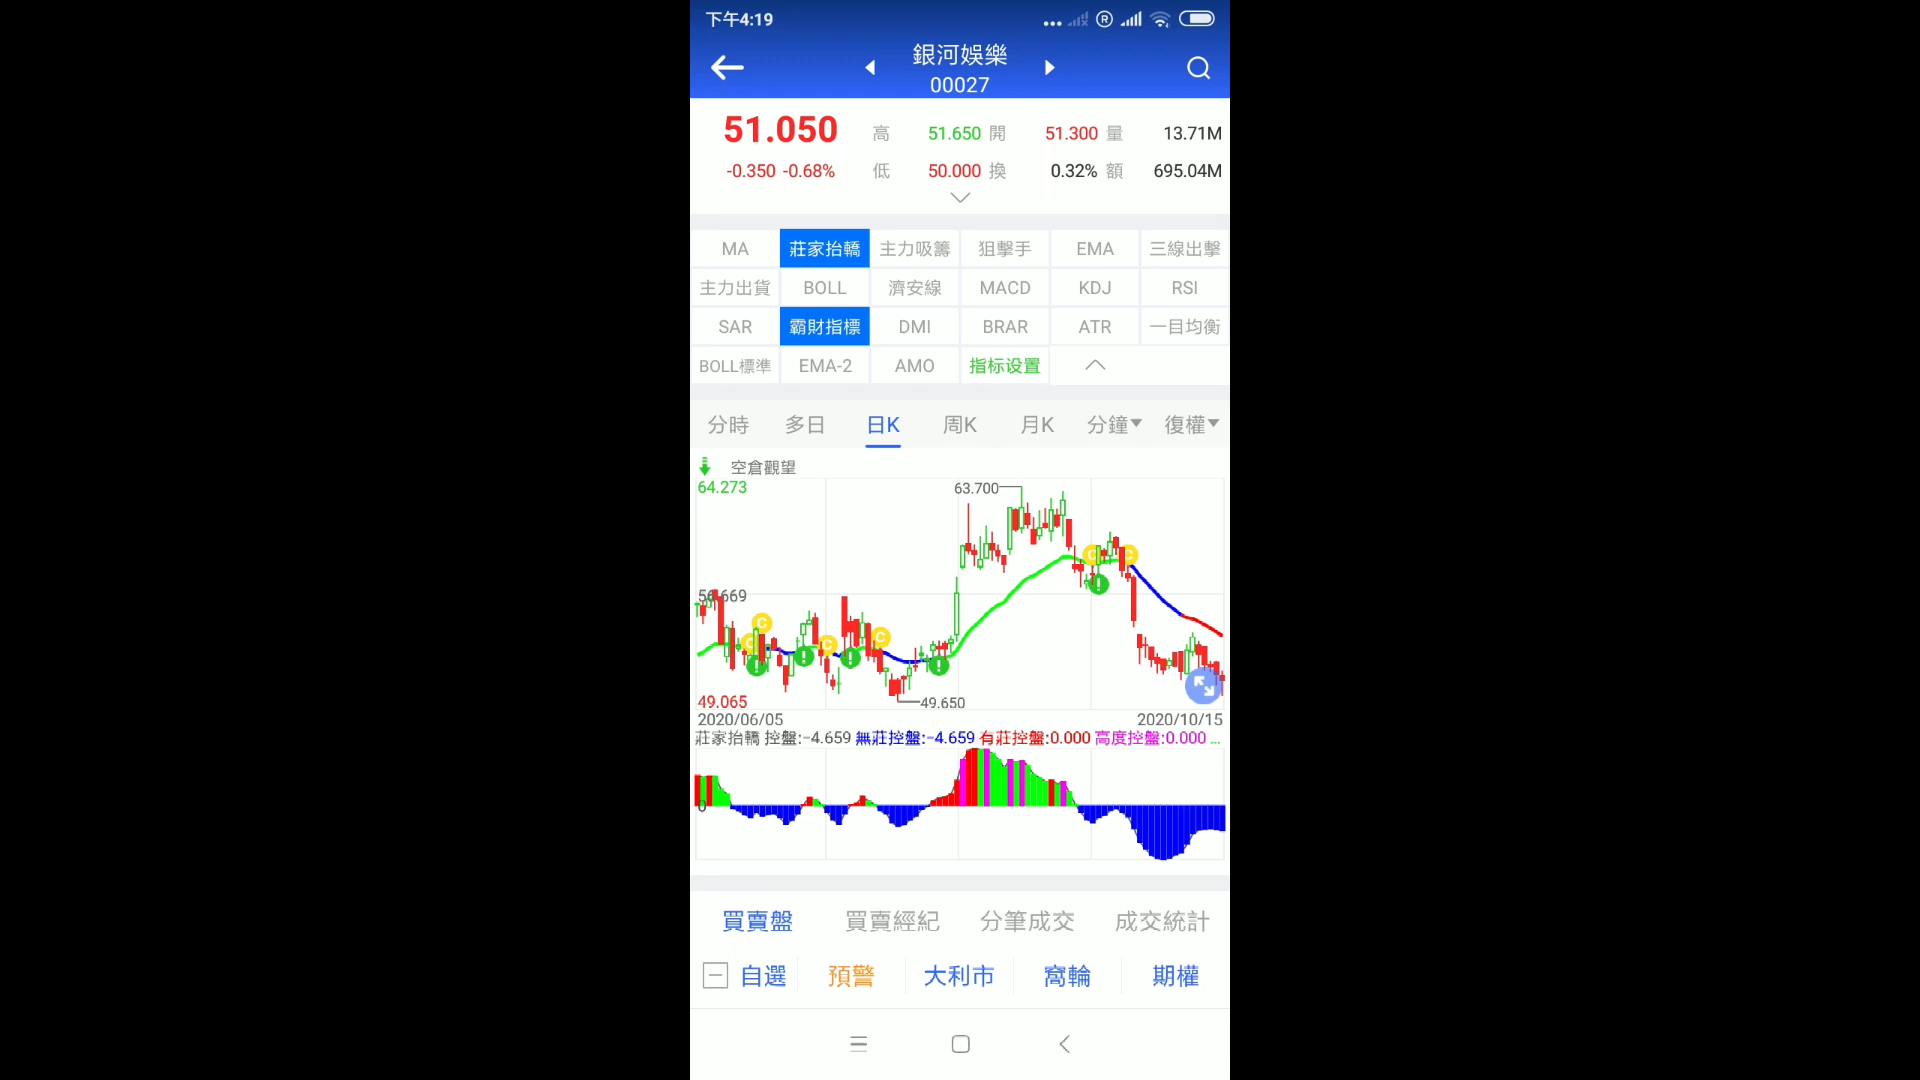 下午4:19
銀河娛樂
00027
51.050 高 51.650 開 51.300 量 13.71M
-0.350 -0.68% 低 50.000 換 0.32% 額 695.04M
MA 莊家抬轎 主力吸籌 狙擊手 EMA 三線出擊
主力出貨 BOLL 濟安線 MACD KDJ RSI
SAR 霸財指標 DMI BRAR ATR 一目均衡
BOLL標準 EMA-2 AMO 指标设置
分時 多日 日K 周K 月K 分鐘 復權
空倉觀望
64.273
63.700
56.669
49.065
49.650
2020/06/05 2020/10/15
莊家抬轎 控盤:-4.659 無莊控盤:-4.659 有莊控盤:0.000 高度控盤:0.000 ...
0
買賣盤 買賣經紀 分筆成交 成交統計
自選 預警 大利市 窩輪 期權